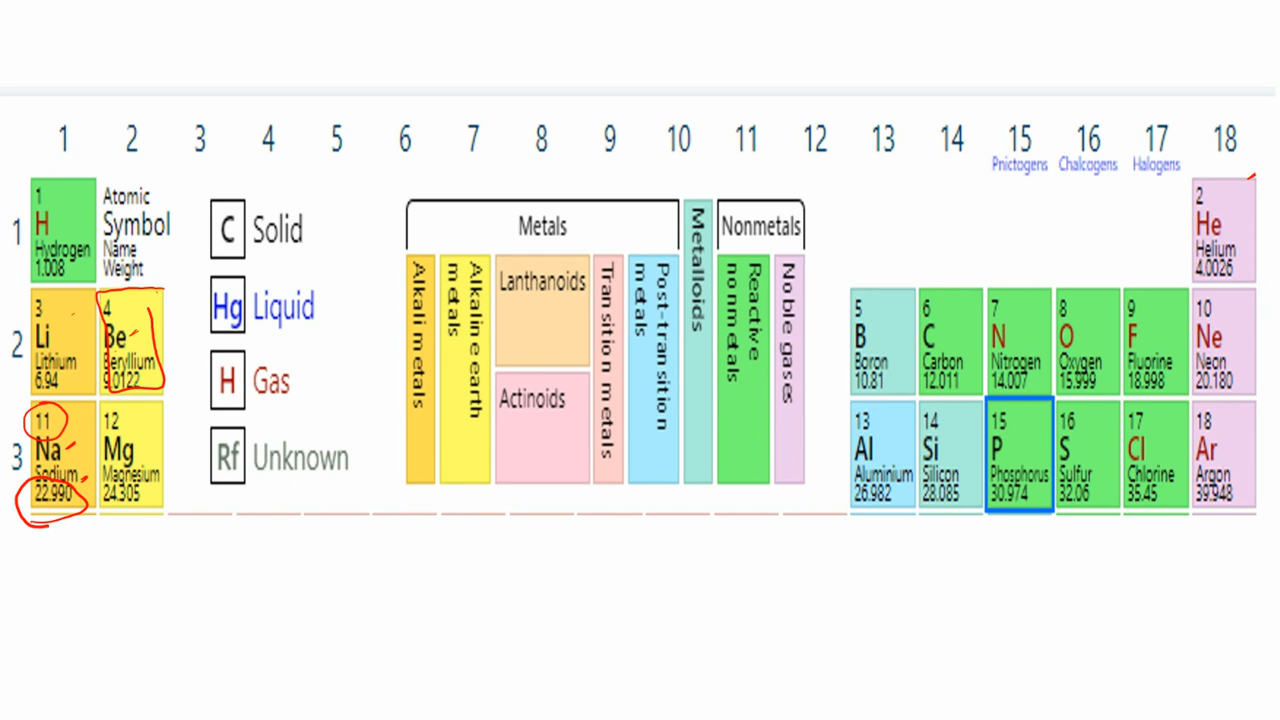 1 2 3 4 5 6 7 8 9 10 11 12 13 14 15 16 17 18
Pnictogens Chalcogens Halogens
1
1
H
Hydrogen
1.008
Atomic
Symbol
Name
Weight
C Solid
Hg Liquid
H Gas
Rf Unknown
Metals
Metalloids
Nonmetals
Alkali metals
Alkaline earth
metals
Lanthanoids
Actinoids
Transition metals
Post-transition
metals
Reactive
nonmetals
Noble gases
2
He
Helium
4.0026
2
3
Li
Lithium
6.94
4
Be
Beryllium
9.0122
5
B
Boron
10.81
6
C
Carbon
12.011
7
N
Nitrogen
14.007
8
O
Oxygen
15.999
9
F
Fluorine
18.998
10
Ne
Neon
20.180
3
11
Na
Sodium
22.990
12
Mg
Magnesium
24.305
13
Al
Aluminium
26.982
14
Si
Silicon
28.085
15
P
Phosphorus
30.974
16
S
Sulfur
32.06
17
Cl
Chlorine
35.45
18
Ar
Argon
39.948